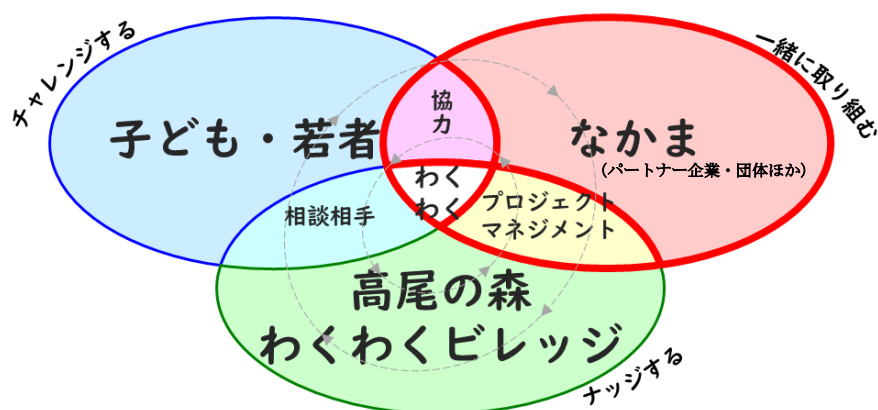 チャレンジする
一緒に取り組む
協
力
子ども・若者
なかま
(パートナー企業・団体ほか)
わく
わく
相談相手
プロジェクト
マネジメント
高尾の森
わくわくビレッジ
ナッジする